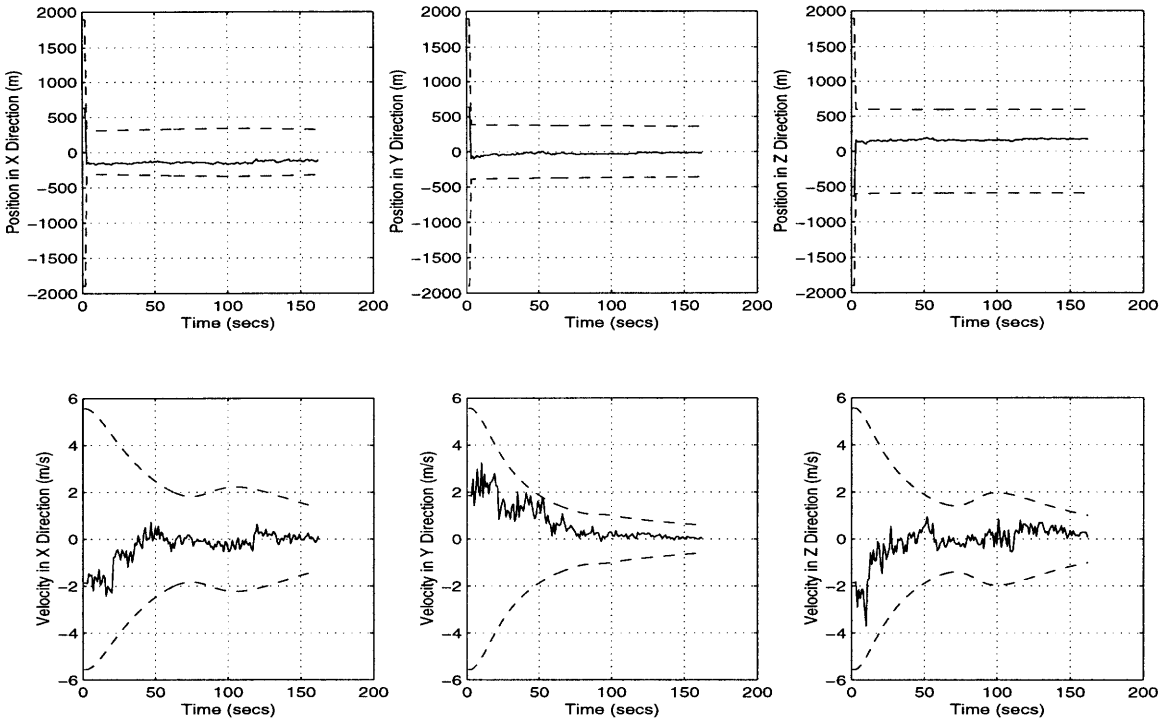 Position in X Direction (m)
2000
1500
1000
500
0
−500
−1000
−1500
−2000
0 50 100 150 200
Time (secs)
Position in Y Direction (m)
2000
1500
1000
500
0
−500
−1000
−1500
−2000
0 50 100 150 200
Time (secs)
Position in Z Direction (m)
2000
1500
1000
500
0
−500
−1000
−1500
−2000
0 50 100 150 200
Time (secs)
Velocity in X Direction (m/s)
6
4
2
0
−2
−4
−6
0 50 100 150 200
Time (secs)
Velocity in Y Direction (m/s)
6
4
2
0
−2
−4
−6
0 50 100 150 200
Time (secs)
Velocity in Z Direction (m/s)
6
4
2
0
−2
−4
−6
0 50 100 150 200
Time (secs)